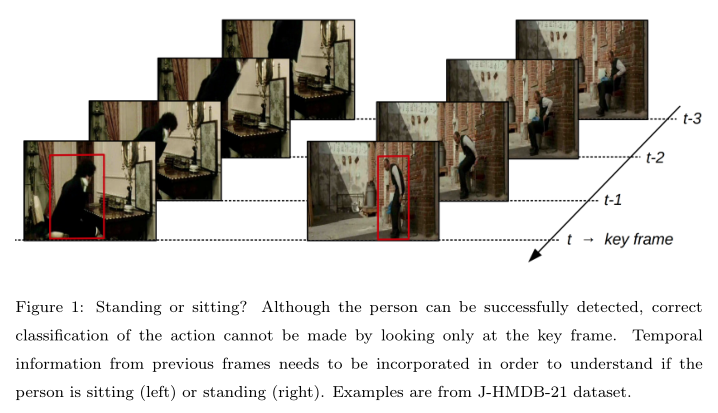 t-3
t-2
t-1
t → key frame
Figure 1: Standing or sitting? Although the person can be successfully detected, correct
classification of the action cannot be made by looking only at the key frame. Temporal
information from previous frames needs to be incorporated in order to understand if the
person is sitting (left) or standing (right). Examples are from J-HMDB-21 dataset.